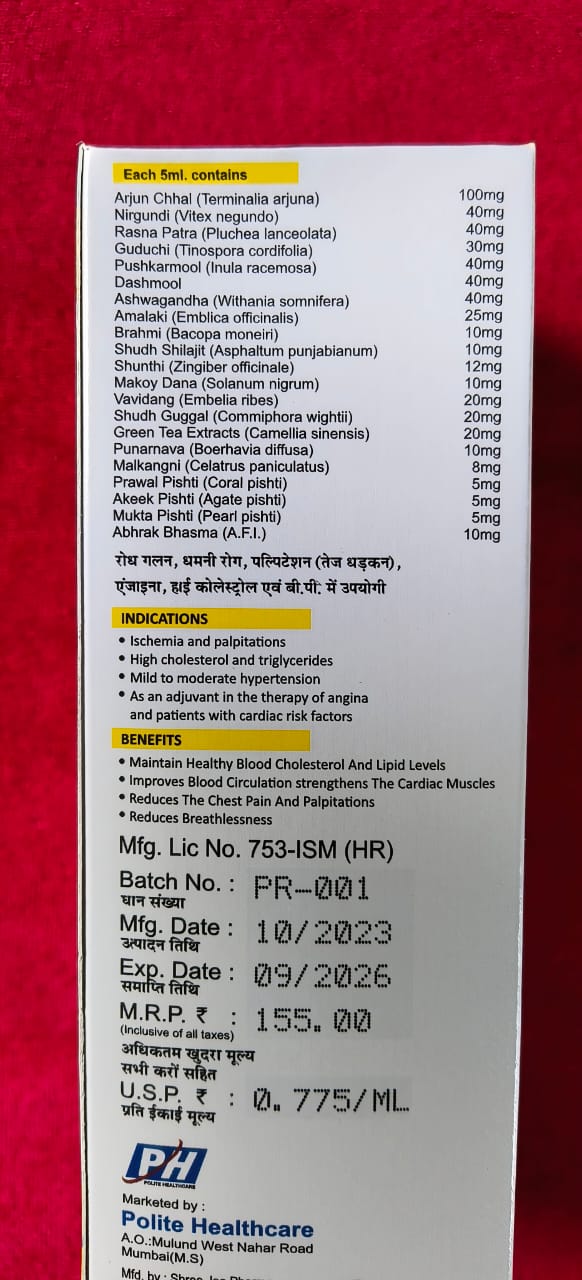 Each 5ml. contains
Arjun Chhal (Terminalia arjuna) 100mg
Nirgundi (Vitex negundo) 40mg
Rasna Patra (Pluchea lanceolata) 40mg
Guduchi (Tinospora cordifolia) 30mg
Pushkarmool (Inula racemosa) 40mg
Dashmool 40mg
Ashwagandha (Withania somnifera) 40mg
Amalaki (Emblica officinalis) 25mg
Brahmi (Bacopa moneiri) 10mg
Shudh Shilajit (Asphaltum punjabianum) 10mg
Shunthi (Zingiber officinale) 12mg
Makoy Dana (Solanum nigrum) 10mg
Vavidang (Embelia ribes) 20mg
Shudh Guggal (Commiphora wightii) 20mg
Green Tea Extracts (Camellia sinensis) 20mg
Punarnava (Boerhavia diffusa) 10mg
Malkangni (Celatrus paniculatus) 8mg
Prawal Pishti (Coral pishti) 5mg
Akeek Pishti (Agate pishti) 5mg
Mukta Pishti (Pearl pishti) 5mg
Abhrak Bhasma (A.F.I.) 10mg
रोध गलन, धमनी रोग, पल्पिटेशन (तेज धड़कन),
एंजाइना, हाई कोलेस्ट्रोल एवं बी.पी. में उपयोगी
INDICATIONS
• Ischemia and palpitations
• High cholesterol and triglycerides
• Mild to moderate hypertension
• As an adjuvant in the therapy of angina
and patients with cardiac risk factors
BENEFITS
• Maintain Healthy Blood Cholesterol And Lipid Levels
• Improves Blood Circulation strengthens The Cardiac Muscles
• Reduces The Chest Pain And Palpitations
• Reduces Breathlessness
Mfg. Lic No. 753-ISM (HR)
Batch No. : PR-001
घान संख्या
Mfg. Date : 10/2023
उत्पादन तिथि
Exp. Date : 09/2026
समाप्ति तिथि
M.R.P. ₹ : 155.00
(Inclusive of all taxes)
अधिकतम खुदरा मूल्य
सभी करों सहित
U.S.P. ₹ : 0.775/ML
प्रति ईकाई मूल्य
PH
POLITE HEALTHCARE
Marketed by :
Polite Healthcare
A.O.:Mulund West Nahar Road
Mumbai(M.S)
Mfd. by : Shree